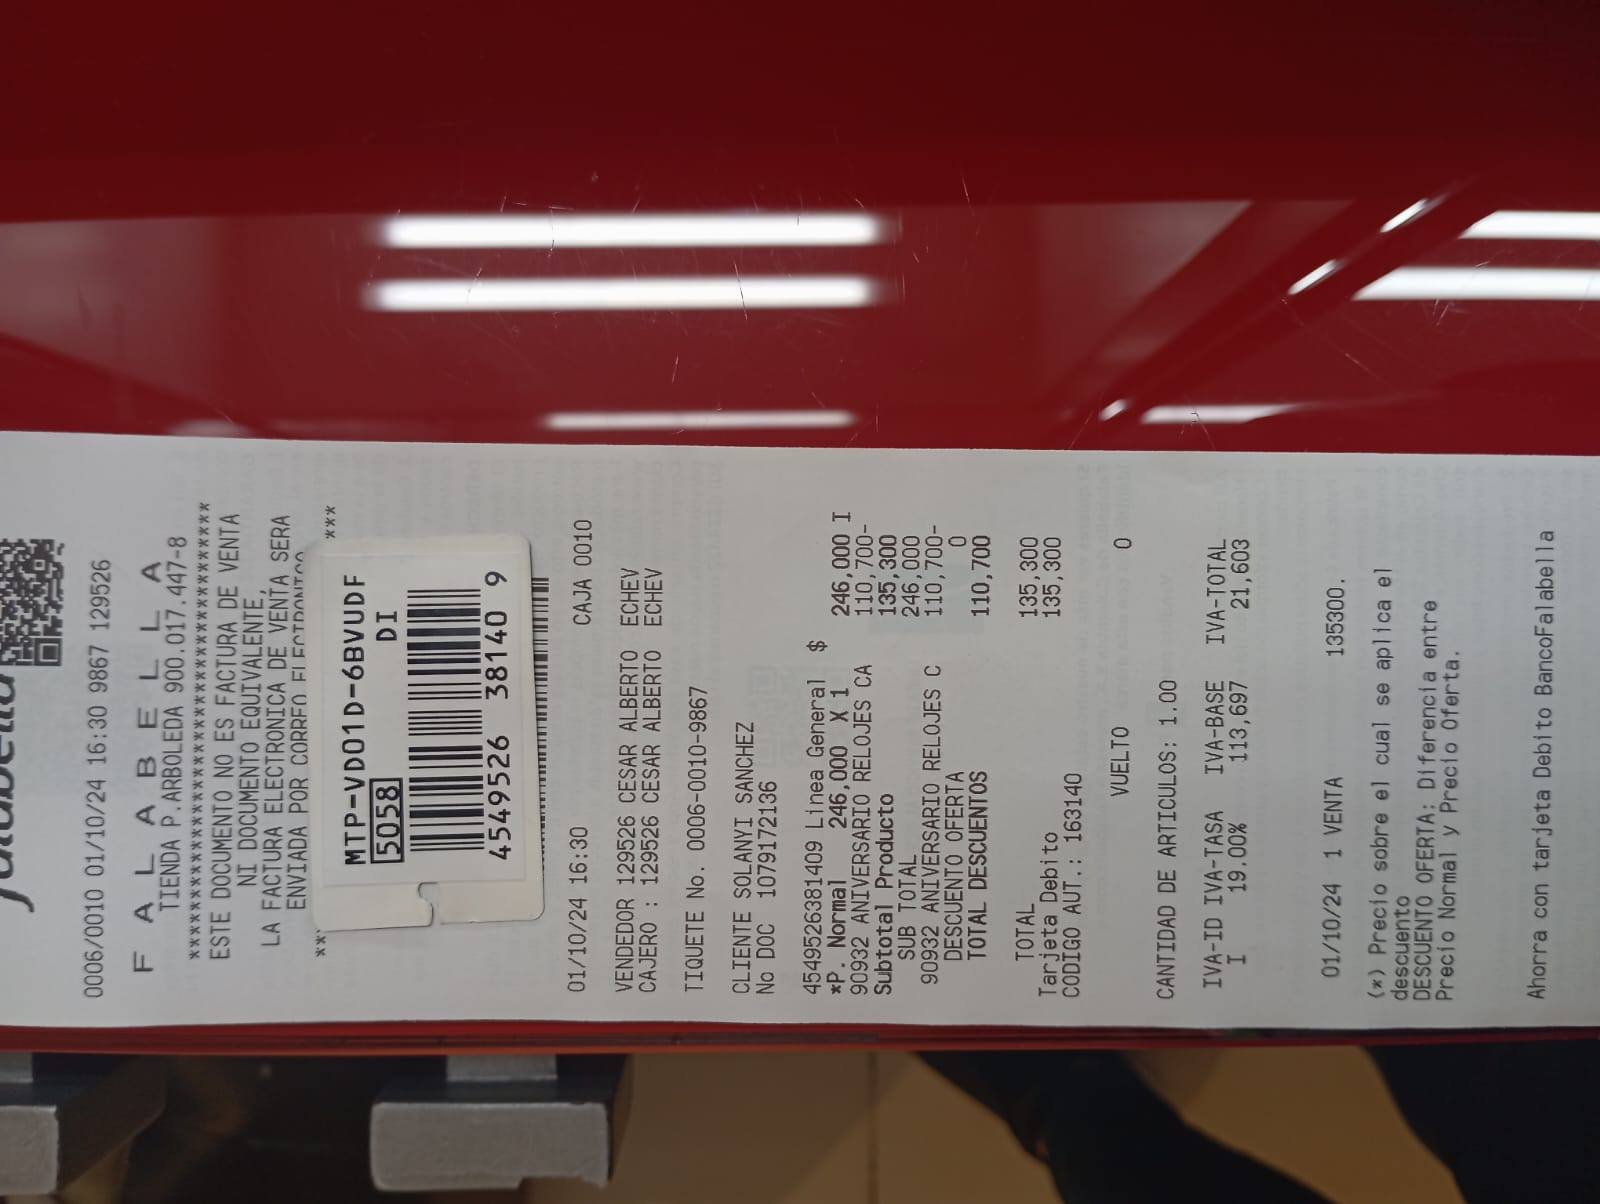 falabella
0006/0010 01/10/24 16:30 9867 129526
F A L A B E L L A
TIENDA P.ARBOLEDA 900.017.447-8
****************************************
ESTE DOCUMENTO NO ES FACTURA DE VENTA
NI DOCUMENTO EQUIVALENTE,
LA FACTURA ELECTRONICA DE VENTA SERA
ENVIADA POR CORREO ELECTRONICO
** ***
MTP-VD01D-6BVUDF
5058 DI
4549526 38140 9
01/10/24 16:30 CAJA 0010
VENDEDOR 129526 CESAR ALBERTO ECHEV
CAJERO : 129526 CESAR ALBERTO ECHEV
TIQUETE No. 0006-0010-9867
CLIENTE SOLANYI SANCHEZ
No DOC 1079172136
4549526381409 Linea General $
*P. Normal 246,000 X 1 246,000 I
90932 ANIVERSARIO RELOJES CA 110,700-
Subtotal Producto 135,300
SUB TOTAL 246,000
90932 ANIVERSARIO RELOJES C 110,700-
DESCUENTO OFERTA 0
TOTAL DESCUENTOS 110,700
TOTAL 135,300
Tarjeta Debito 135,300
CODIGO AUT.: 163140
VUELTO 0
CANTIDAD DE ARTICULOS: 1.00
IVA-ID IVA-TASA IVA-BASE IVA-TOTAL
I 19.00% 113,697 21,603
01/10/24 1 VENTA 135300.
(*) Precio sobre el cual se aplica el
descuento
DESCUENTO OFERTA: Diferencia entre
Precio Normal y Precio Oferta.
Ahorra con tarjeta Debito BancoFalabella